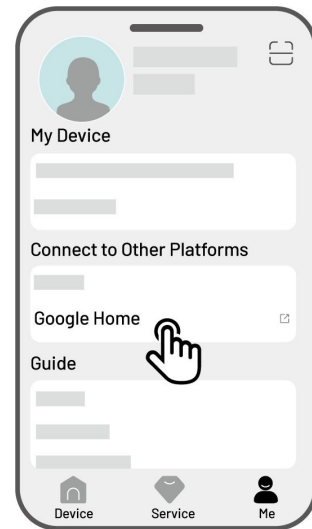 My Device
Connect to Other Platforms
Google Home
Guide
Device Service Me